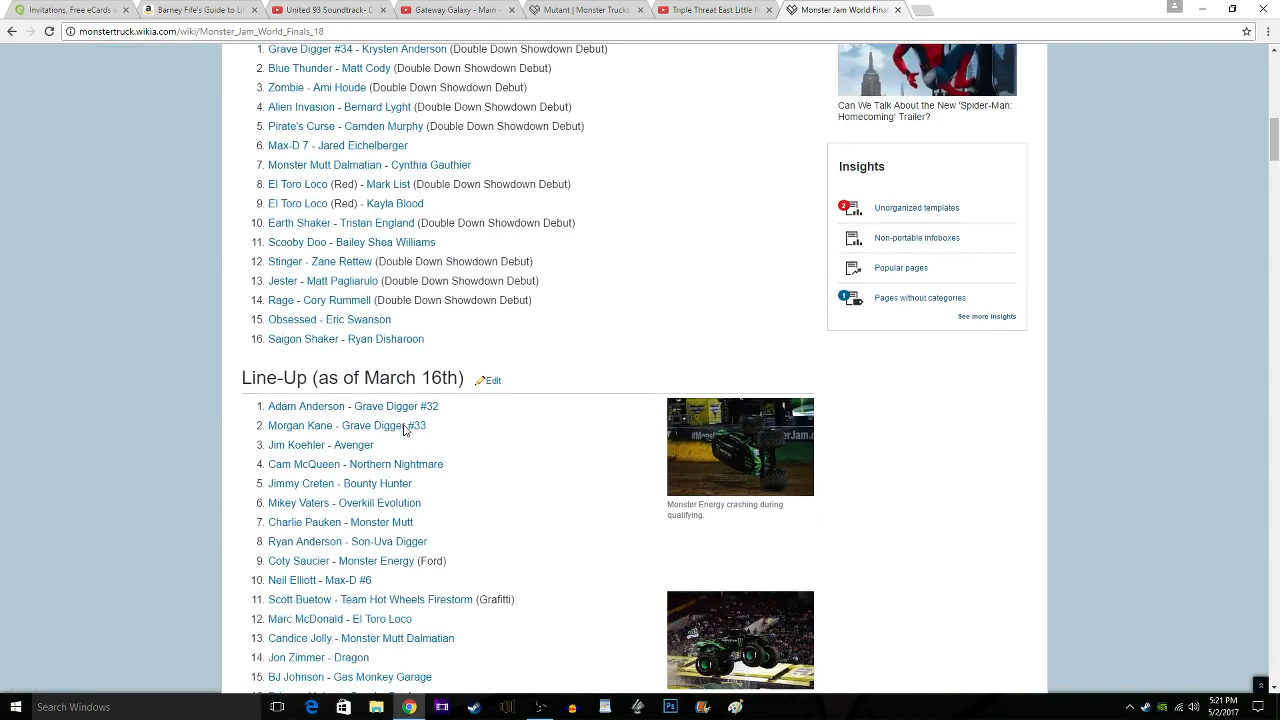 Invitations, Free eCards a
Barney Fife's Guide to Li
United 93 Soundtrack- D
Gateway Galaxy - Main -
Mutant | Monster Trucks
Triple Threat East Little R
Monster Jam World Final
monstertruck.wikia.com/wiki/Monster_Jam_World_Finals_18
1. Grave Digger #34 - Krysten Anderson (Double Down Showdown Debut)
2. Blue Thunder - Matt Cody (Double Down Showdown Debut)
3. Zombie - Ami Houde (Double Down Showdown Debut)
4. Alien Invasion - Bernard Lyght (Double Down Showdown Debut)
5. Pirate's Curse - Camden Murphy (Double Down Showdown Debut)
6. Max-D 7 - Jared Eichelberger
7. Monster Mutt Dalmatian - Cynthia Gauthier
8. El Toro Loco (Red) - Mark List (Double Down Showdown Debut)
9. El Toro Loco (Red) - Kayla Blood
10. Earth Shaker - Tristan England (Double Down Showdown Debut)
11. Scooby Doo - Bailey Shea Williams
12. Stinger - Zane Rettew (Double Down Showdown Debut)
13. Jester - Matt Pagliarulo (Double Down Showdown Debut)
14. Rage - Cory Rummell (Double Down Showdown Debut)
15. Obsessed - Eric Swanson
16. Saigon Shaker - Ryan Disharoon
Line-Up (as of March 16th) Edit
1. Adam Anderson - Grave Digger #32
2. Morgan Kane - Grave Digger #33
3. Jim Koehler - Avenger
4. Cam McQueen - Northern Nightmare
5. Jimmy Creten - Bounty Hunter
6. Mikey Vaters - Overkill Evolution
7. Charlie Pauken - Monster Mutt
8. Ryan Anderson - Son-Uva Digger
9. Coty Saucier - Monster Energy (Ford)
10. Neil Elliott - Max-D #6
11. Scott Buetow - Team Hot Wheels Firestorm (Grafitti)
12. Marc McDonald - El Toro Loco
13. Candice Jolly - Monster Mutt Dalmatian
14. Jon Zimmer - Dragon
15. BJ Johnson - Gas Monkey Garage
Monster Energy crashing during
qualifying.
Can We Talk About the New 'Spider-Man:
Homecoming' Trailer?
Insights
2
Unorganized templates
Non-portable infoboxes
Popular pages
1
Pages without categories
See more insights
Search Windows
5:21 PM
5/2/2017